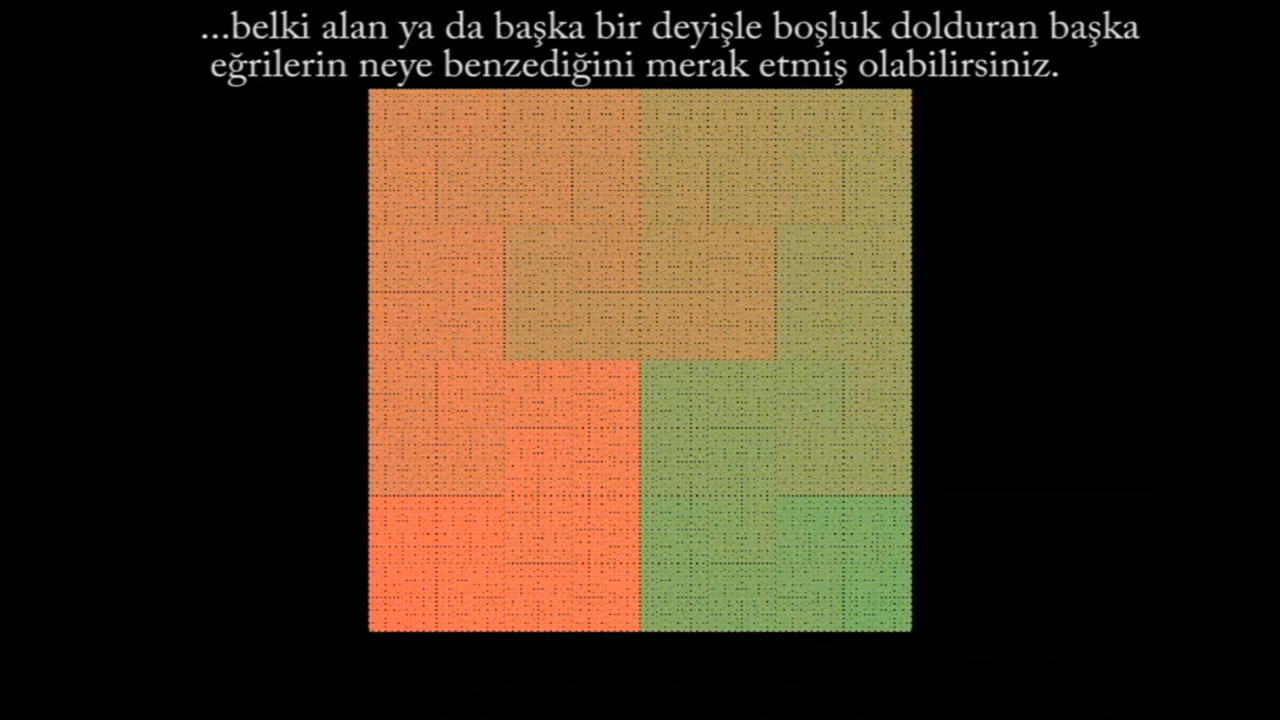 ...belki alan ya da başka bir deyişle boşluk dolduran başka
eğrilerin neye benzediğini merak etmiş olabilirsiniz.